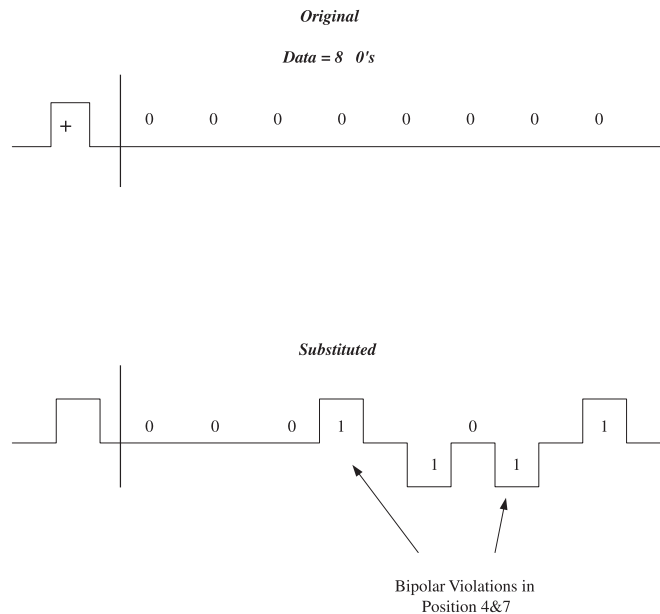 Original
Data = 8 0's
+
0 0 0 0 0 0 0 0
Substituted
0 0 0 1 0 1
1 1
Bipolar Violations in
Position 4&7